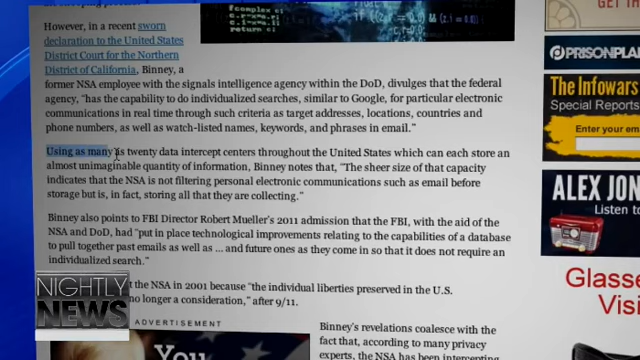 However, in a recent sworn
declaration to the United States
District Court for the Northern
District of California, Binney, a
former NSA employee with the signals intelligence agency within the DoD, divulges that the federal
agency, “has the capability to do individualized searches, similar to Google, for particular electronic
communications in real time through such criteria as target addresses, locations, countries and
phone numbers, as well as watch-listed names, keywords, and phrases in email.”
Using as many as twenty data intercept centers throughout the United States which can each store an
almost unimaginable quantity of information, Binney notes that, “The sheer size of that capacity
indicates that the NSA is not filtering personal electronic communications such as email before
storage but is, in fact, storing all that they are collecting.”
Binney also points to FBI Director Robert Mueller’s 2011 admission that the FBI, with the aid of the
NSA and DoD, had “put in place technological improvements relating to the capabilities of a database
to pull together past emails as well as ... and future ones as they come in so that it does not require an
individualized search.”
t the NSA in 2001 because “the individual liberties preserved in the U.S.
no longer a consideration,” after 9/11.
ADVERTISEMENT
You
Binney’s revelations coalesce with the
fact that, according to many privacy
experts, the NSA has been intercepting
NIGHTLY
NEWS
GET TH
PRISONPLAN
The Infowars
Special Reports
Enter your email
ALEX JON
Listen to
Glasse
Visi